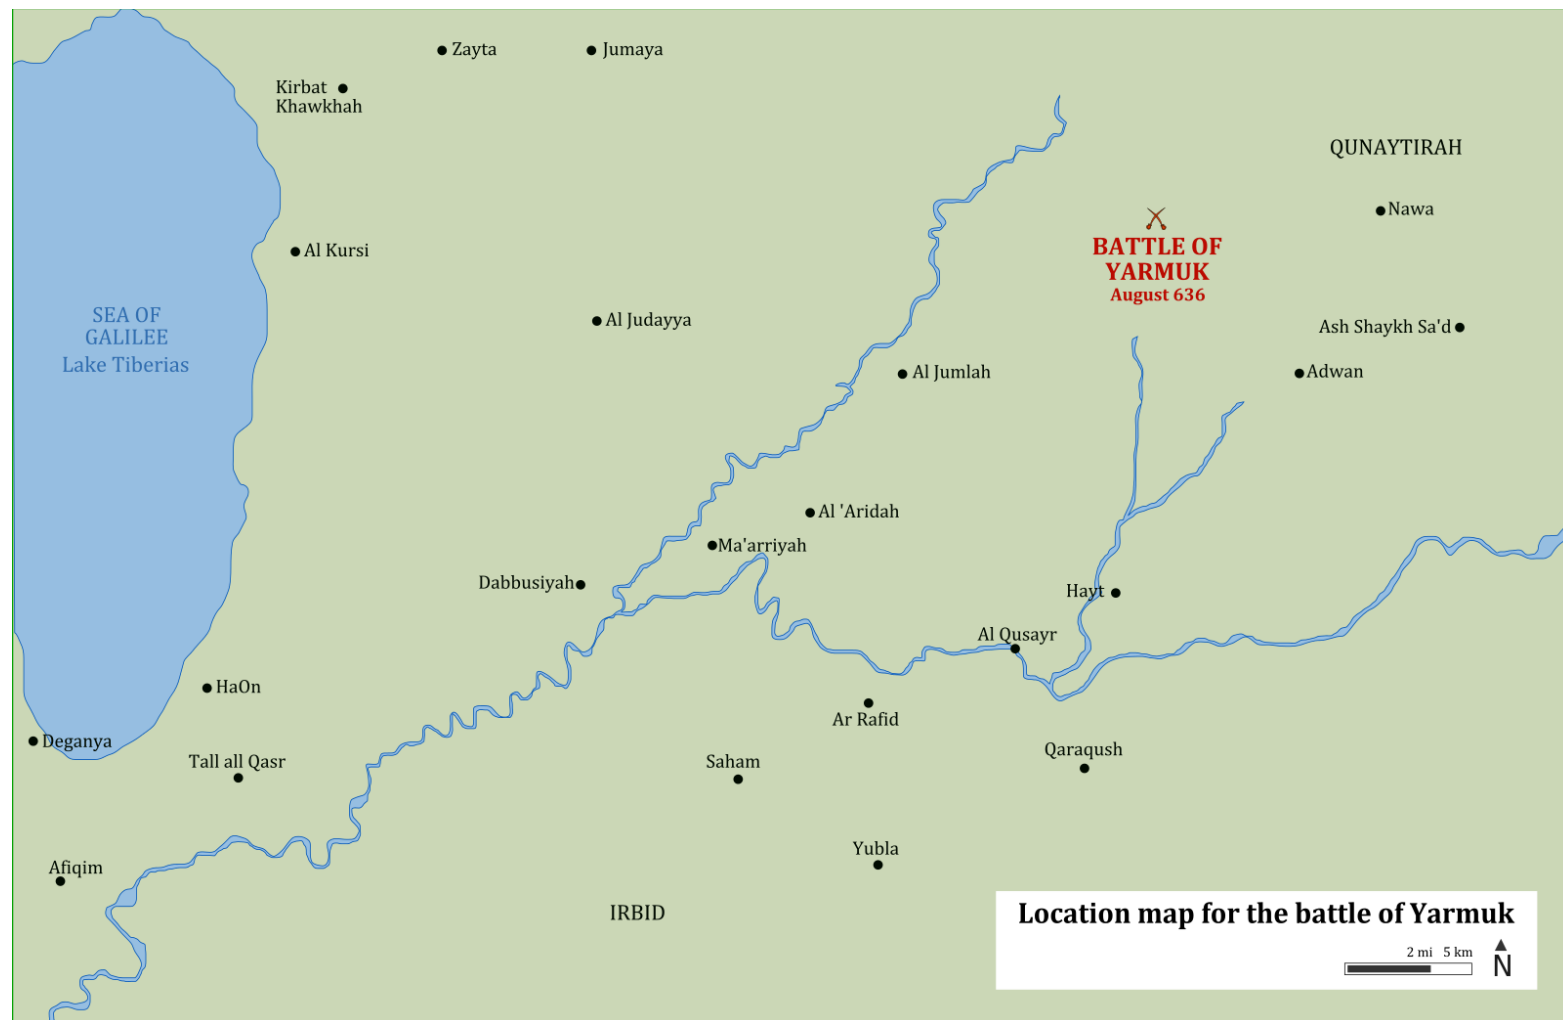 Zayta
Jumaya
Kirbat
Khawkhah
QUNAYTIRAH
Nawa
BATTLE OF
YARMUK
August 636
Al Kursi
SEA OF
GALILEE
Lake Tiberias
Al Judayya
Ash Shaykh Sa'd
Al Jumlah
Adwan
Al 'Aridah
Ma'arriyah
Dabbusiyah
Hayt
Al Qusayr
HaOn
Ar Rafid
Deganya
Tall all Qasr
Saham
Qaraqush
Yubla
Afiqim
IRBID
Location map for the battle of Yarmuk
2 mi 5 km
N